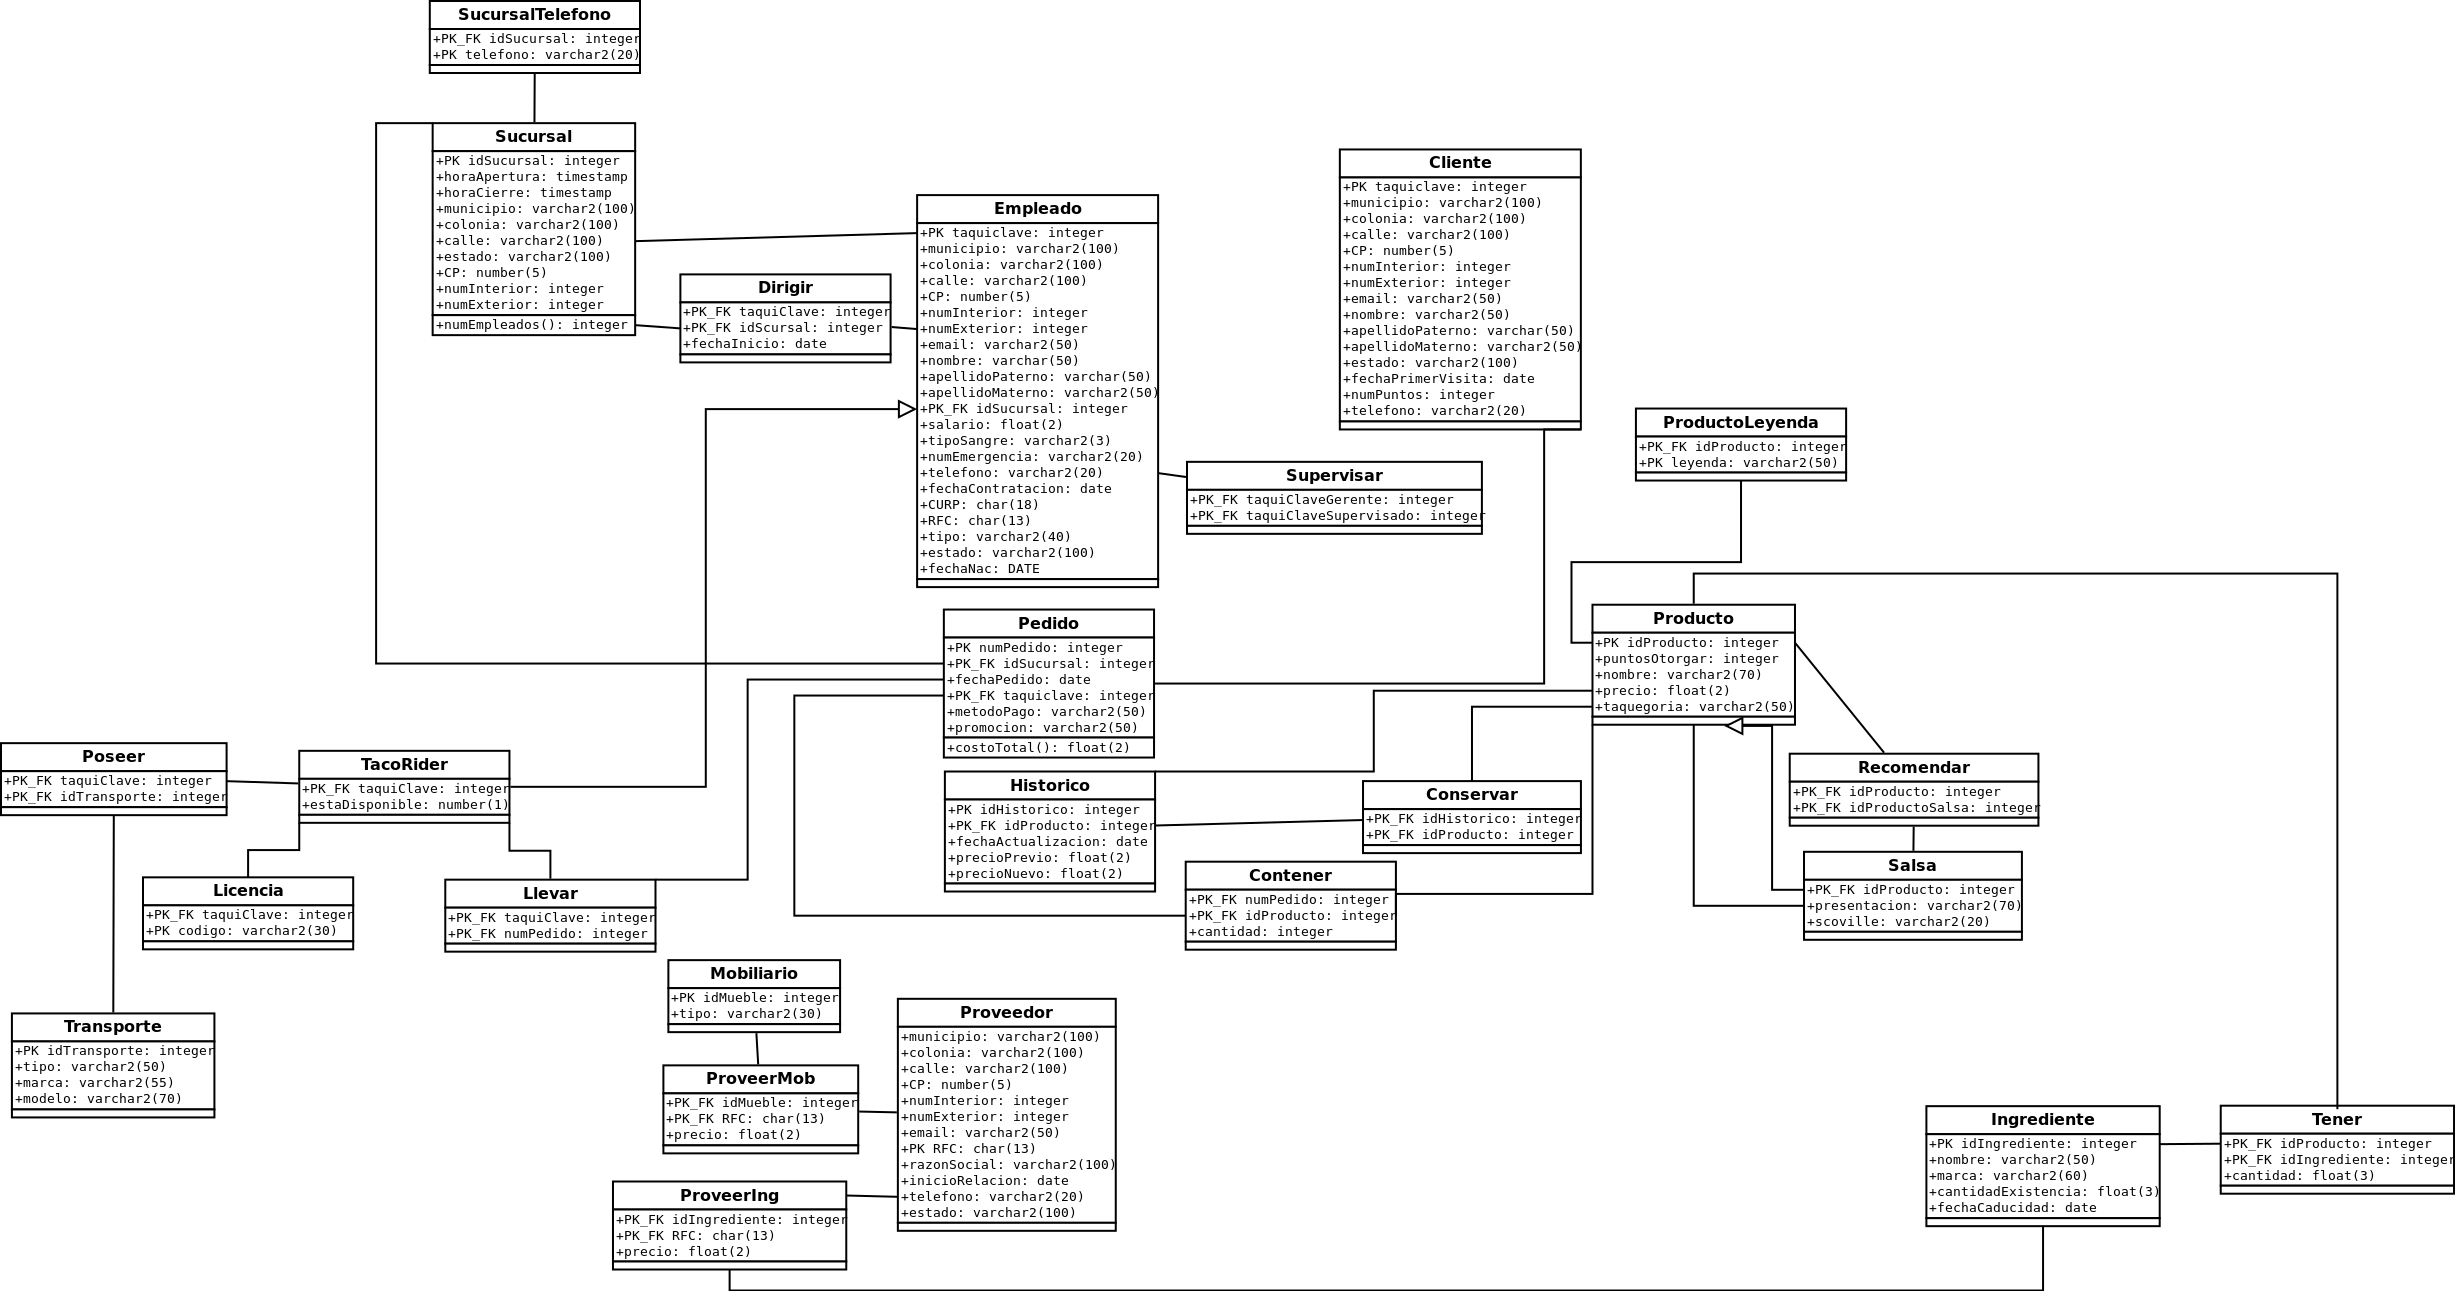 SucursalTelefono
+PK_FK idSucursal: integer
+PK telefono: varchar2(20)
Sucursal
+PK idSucursal: integer
+horaApertura: timestamp
+horaCierre: timestamp
+municipio: varchar2(100)
+colonia: varchar2(100)
+calle: varchar2(100)
+estado: varchar2(100)
+CP: number(5)
+numInterior: integer
+numExterior: integer
+numEmpleados(): integer
Dirigir
+PK_FK taquiClave: integer
+PK_FK idScursal: integer
+fechaInicio: date
Empleado
+PK taquiclave: integer
+municipio: varchar2(100)
+colonia: varchar2(100)
+calle: varchar2(100)
+CP: number(5)
+numInterior: integer
+numExterior: integer
+email: varchar2(50)
+nombre: varchar(50)
+apellidoPaterno: varchar(50)
+apellidoMaterno: varchar2(50)
+PK_FK idSucursal: integer
+salario: float(2)
+tipoSangre: varchar2(3)
+numEmergencia: varchar2(20)
+telefono: varchar2(20)
+fechaContratacion: date
+CURP: char(18)
+RFC: char(13)
+tipo: varchar2(40)
+estado: varchar2(100)
+fechaNac: DATE
Cliente
+PK taquiclave: integer
+municipio: varchar2(100)
+colonia: varchar2(100)
+calle: varchar2(100)
+CP: number(5)
+numInterior: integer
+numExterior: integer
+email: varchar2(50)
+nombre: varchar2(50)
+apellidoPaterno: varchar(50)
+apellidoMaterno: varchar2(50)
+estado: varchar2(100)
+fechaPrimerVisita: date
+numPuntos: integer
+telefono: varchar2(20)
Supervisar
+PK_FK taquiClaveGerente: integer
+PK_FK taquiClaveSupervisado: integer
ProductoLeyenda
+PK_FK idProducto: integer
+PK leyenda: varchar2(50)
Pedido
+PK numPedido: integer
+PK_FK idSucursal: integer
+fechaPedido: date
+PK_FK taquiclave: integer
+metodoPago: varchar2(50)
+promocion: varchar2(50)
+costoTotal(): float(2)
Producto
+PK idProducto: integer
+puntosOtorgar: integer
+nombre: varchar2(70)
+precio: float(2)
+taquegoria: varchar2(50)
Poseer
+PK_FK taquiClave: integer
+PK_FK idTransporte: integer
TacoRider
+PK_FK taquiClave: integer
+estaDisponible: number(1)
Historico
+PK idHistorico: integer
+PK_FK idProducto: integer
+fechaActualizacion: date
+precioPrevio: float(2)
+precioNuevo: float(2)
Conservar
+PK_FK idHistorico: integer
+PK_FK idProducto: integer
Recomendar
+PK_FK idProducto: integer
+PK_FK idProductoSalsa: integer
Licencia
+PK_FK taquiClave: integer
+PK codigo: varchar2(30)
Llevar
+PK_FK taquiClave: integer
+PK_FK numPedido: integer
Contener
+PK_FK numPedido: integer
+PK_FK idProducto: integer
+cantidad: integer
Salsa
+PK_FK idProducto: integer
+presentacion: varchar2(70)
+scoville: varchar2(20)
Mobiliario
+PK idMueble: integer
+tipo: varchar2(30)
Transporte
+PK idTransporte: integer
+tipo: varchar2(50)
+marca: varchar2(55)
+modelo: varchar2(70)
ProveerMob
+PK_FK idMueble: integer
+PK_FK RFC: char(13)
+precio: float(2)
Proveedor
+municipio: varchar2(100)
+colonia: varchar2(100)
+calle: varchar2(100)
+CP: number(5)
+numInterior: integer
+numExterior: integer
+email: varchar2(50)
+PK RFC: char(13)
+razonSocial: varchar2(100)
+inicioRelacion: date
+telefono: varchar2(20)
+estado: varchar2(100)
ProveerIng
+PK_FK idIngrediente: integer
+PK_FK RFC: char(13)
+precio: float(2)
Ingrediente
+PK idIngrediente: integer
+nombre: varchar2(50)
+marca: varchar2(60)
+cantidadExistencia: float(3)
+fechaCaducidad: date
Tener
+PK_FK idProducto: integer
+PK_FK idIngrediente: integer
+cantidad: float(3)